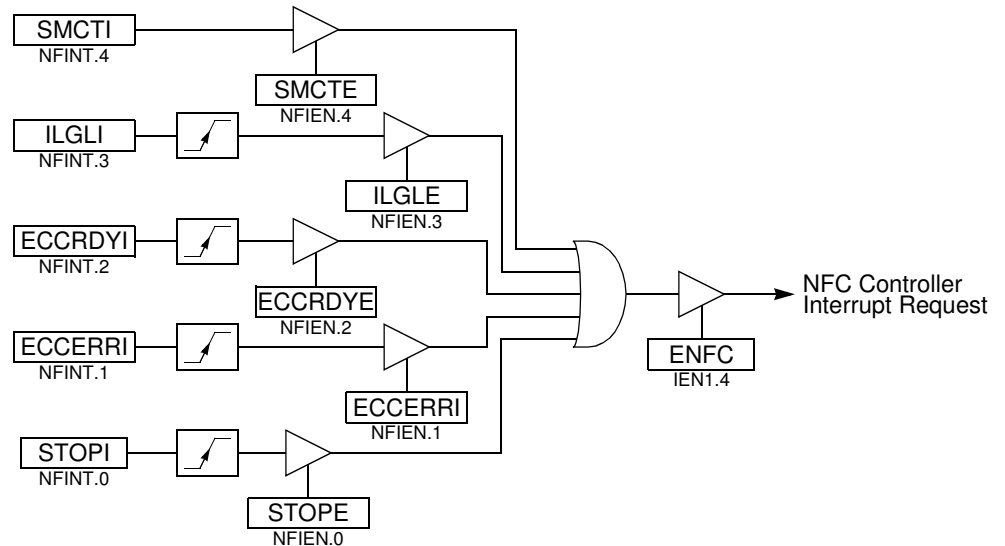 SMCTI
NFINT.4
SMCTE
NFIEN.4
ILGLI
NFINT.3
ILGLE
NFIEN.3
ECCRDYI
NFINT.2
ECCRDYE
NFIEN.2
ECCERRI
NFINT.1
ECCERRI
NFIEN.1
STOPI
NFINT.0
STOPE
NFIEN.0
ENFC
IEN1.4
NFC Controller
Interrupt Request